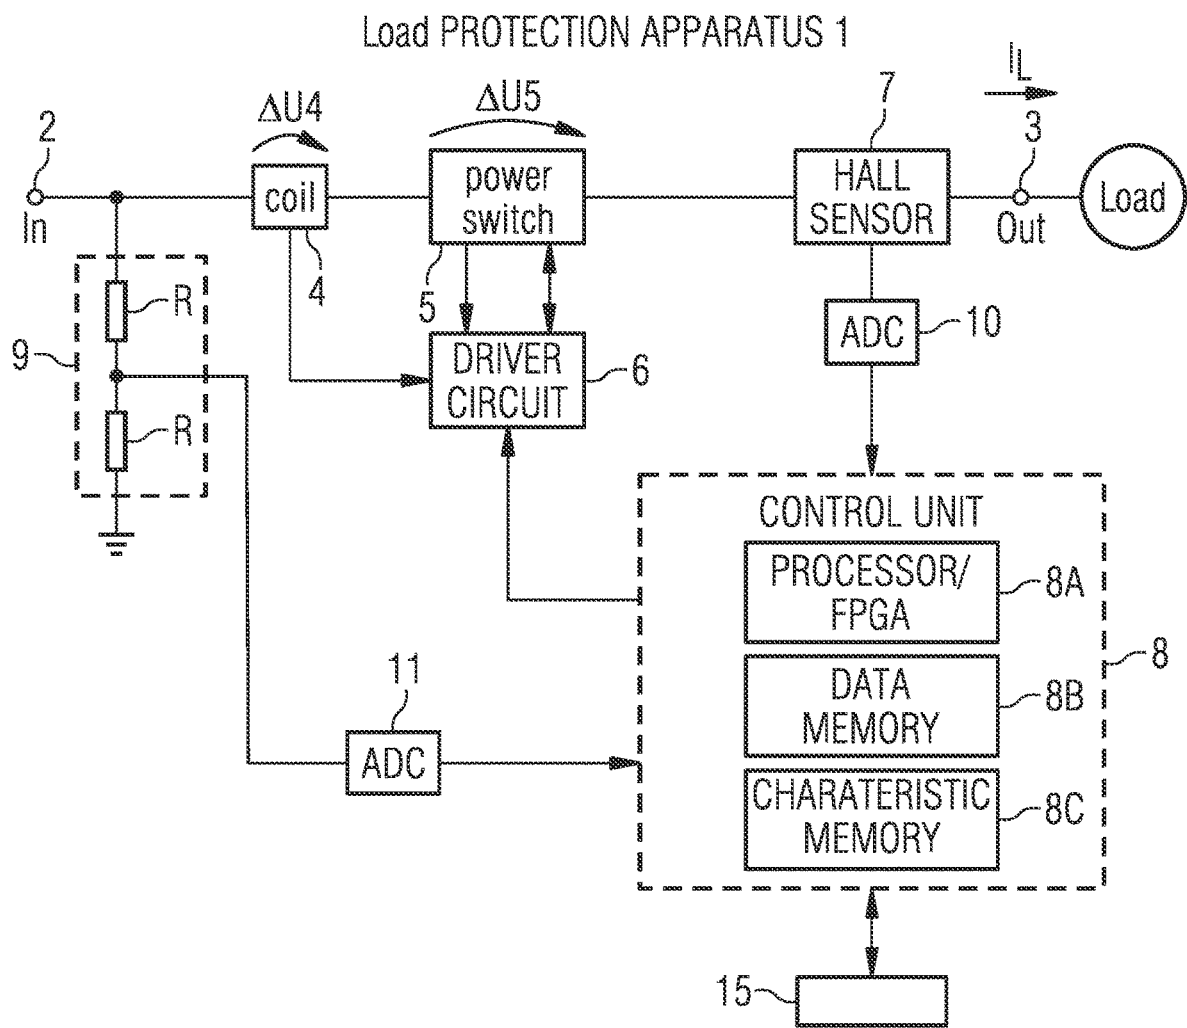 Load PROTECTION APPARATUS 1
ΔU4
ΔU5
7
I_L
2
3
coil
power
switch
HALL
SENSOR
Load
In
Out
4
5
R
ADC
10
9
DRIVER
CIRCUIT
6
R
CONTROL UNIT
PROCESSOR/
FPGA
8A
11
8
DATA
MEMORY
8B
ADC
CHARATERISTIC
MEMORY
8C
15